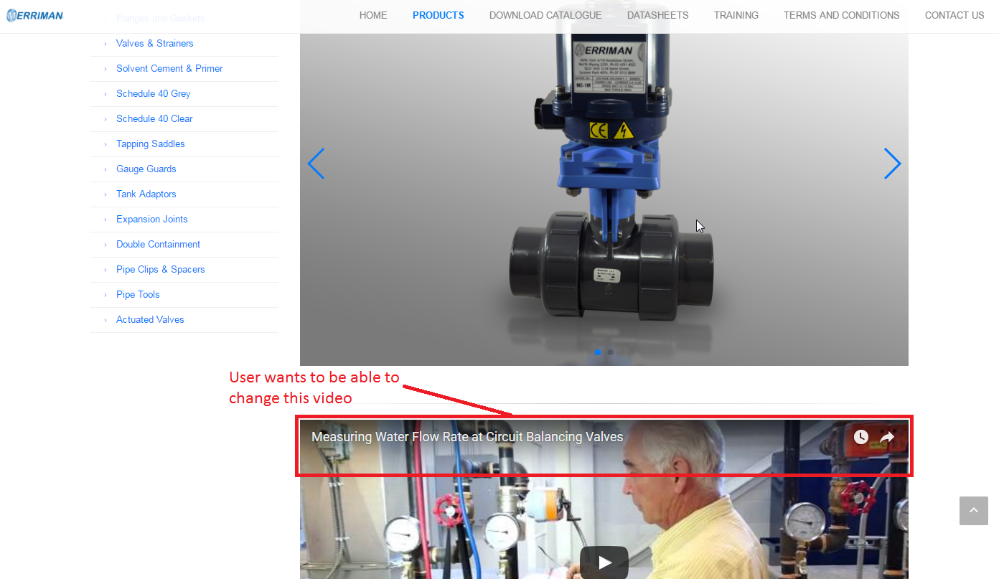 MERRIMAN
HOME
PRODUCTS
DOWNLOAD CATALOGUE
DATASHEETS
TRAINING
TERMS AND CONDITIONS
CONTACT US
Flanges and Gaskets
Valves & Strainers
Solvent Cement & Primer
Schedule 40 Grey
Schedule 40 Clear
Tapping Saddles
Gauge Guards
Tank Adaptors
Expansion Joints
Double Containment
Pipe Clips & Spacers
Pipe Tools
Actuated Valves
MERRIMAN
MC-1M
CE
User wants to be able to
change this video
Measuring Water Flow Rate at Circuit Balancing Valves